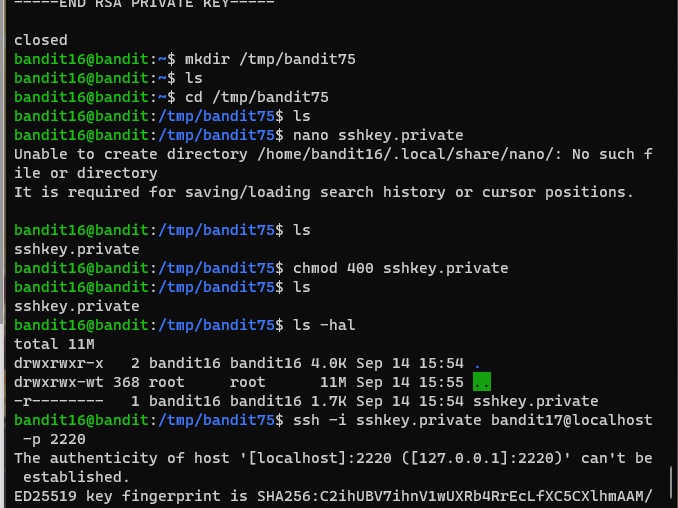 -----END RSA PRIVATE KEY-----
closed
bandit16@bandit:~$ mkdir /tmp/bandit75
bandit16@bandit:~$ ls
bandit16@bandit:~$ cd /tmp/bandit75
bandit16@bandit:/tmp/bandit75$ ls
bandit16@bandit:/tmp/bandit75$ nano sshkey.private
Unable to create directory /home/bandit16/.local/share/nano/: No such f
ile or directory
It is required for saving/loading search history or cursor positions.
bandit16@bandit:/tmp/bandit75$ ls
sshkey.private
bandit16@bandit:/tmp/bandit75$ chmod 400 sshkey.private
bandit16@bandit:/tmp/bandit75$ ls
sshkey.private
bandit16@bandit:/tmp/bandit75$ ls -hal
total 11M
drwxrwxr-x   2 bandit16 bandit16 4.0K Sep 14 15:54 .
drwxrwx-wt 368 root     root      11M Sep 14 15:55 ..
-r--------   1 bandit16 bandit16 1.7K Sep 14 15:54 sshkey.private
bandit16@bandit:/tmp/bandit75$ ssh -i sshkey.private bandit17@localhost
 -p 2220
The authenticity of host '[localhost]:2220 ([127.0.0.1]:2220)' can't be
 established.
ED25519 key fingerprint is SHA256:C2ihUBV7ihnV1wUXRb4RrEcLfXC5CXlhmAAM/